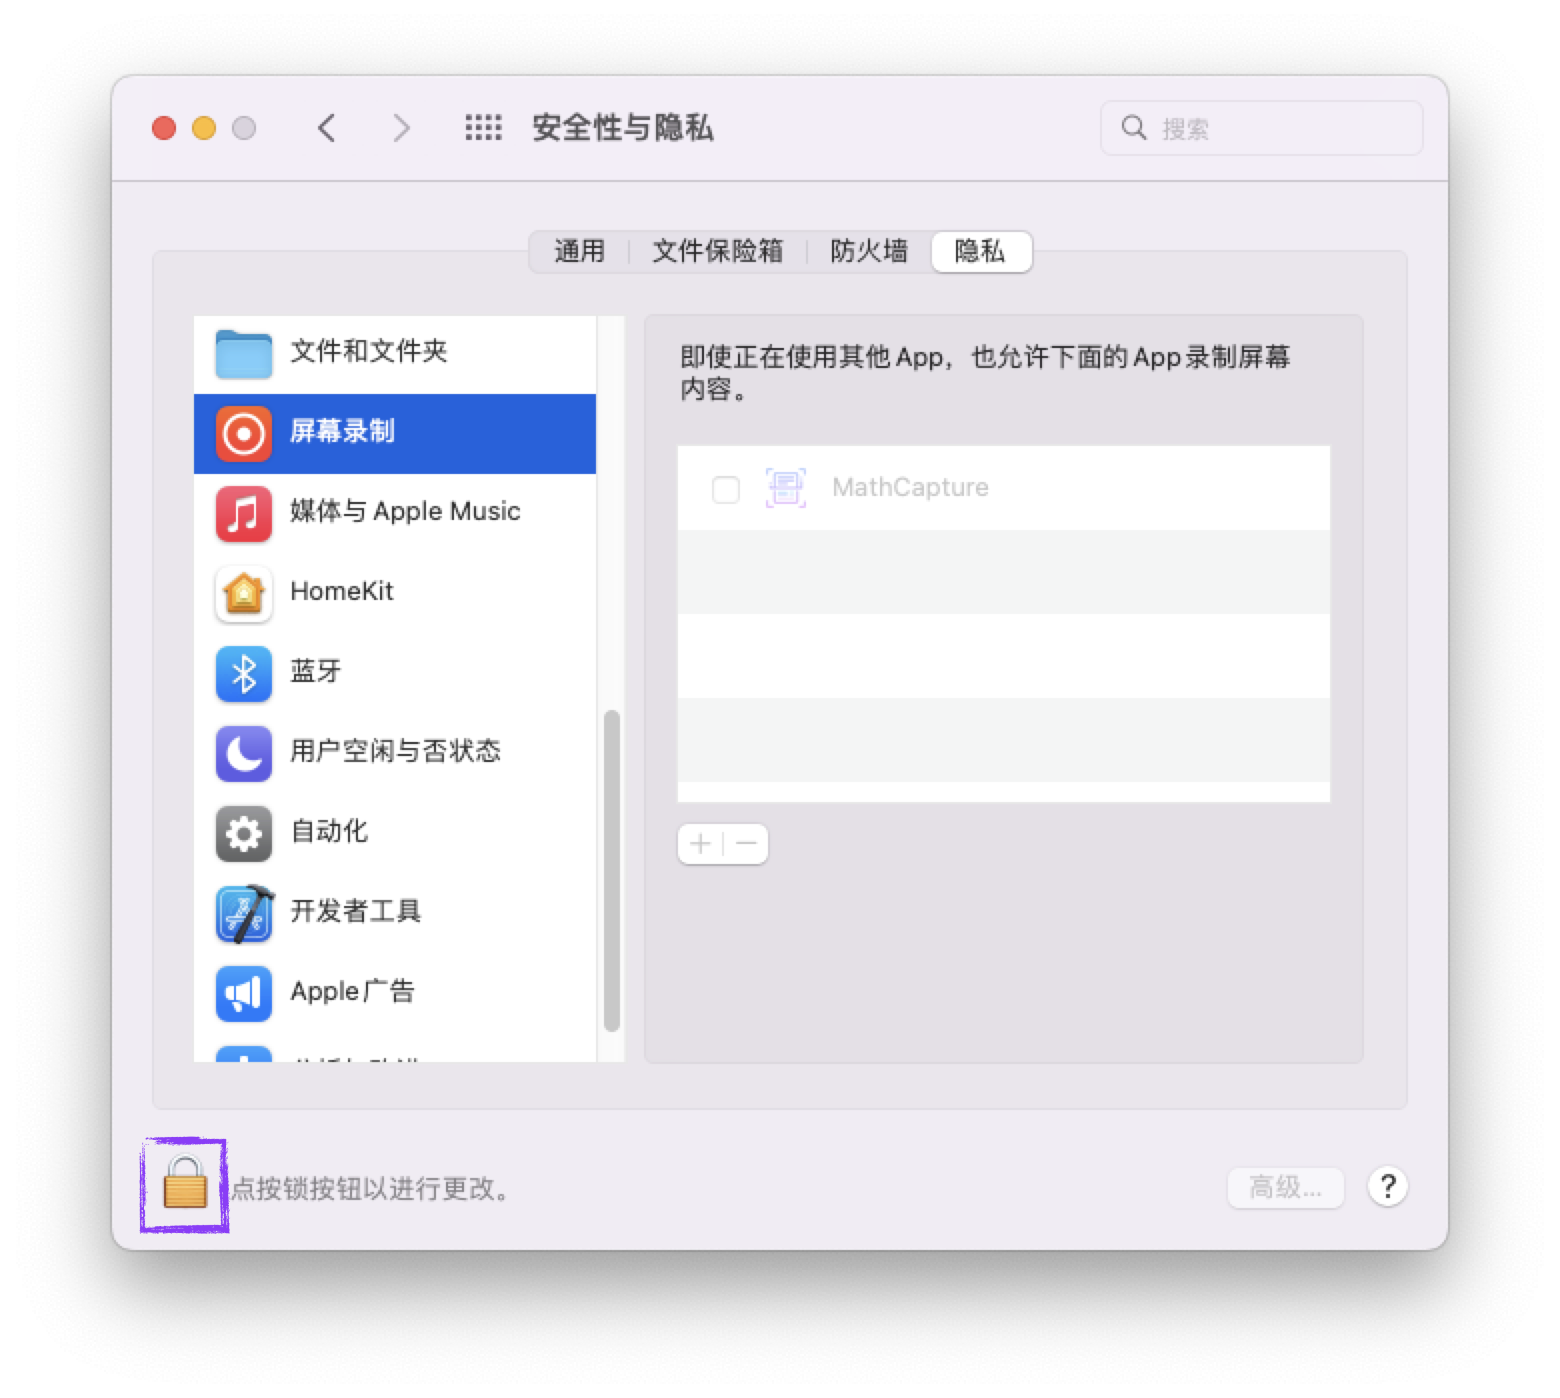 安全性与隐私
搜索
通用
文件保险箱
防火墙
隐私
文件和文件夹
屏幕录制
媒体与 Apple Music
HomeKit
蓝牙
用户空闲与否状态
自动化
开发者工具
Apple广告
即使正在使用其他 App，也允许下面的 App 录制屏幕
内容。
MathCapture
点按锁按钮以进行更改。
高级...
?